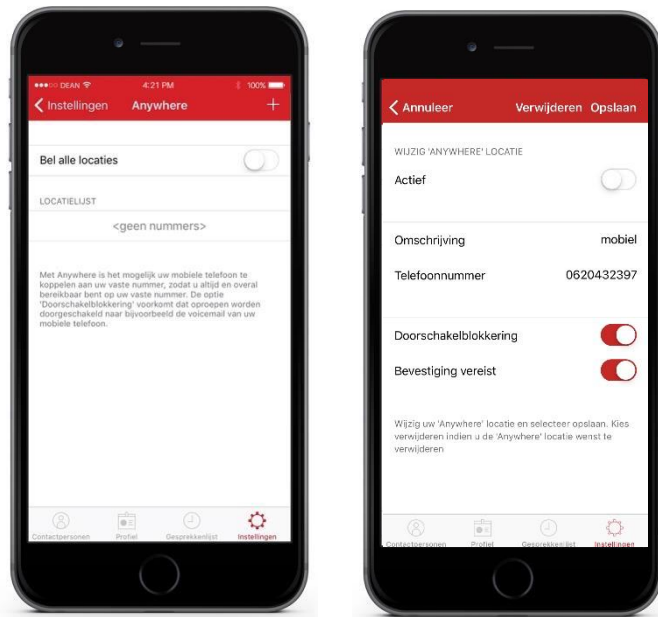 DEAN 4:21 PM 100%
Instellingen Anywhere +
Bel alle locaties
LOCATIELIJST
<geen nummers>
Met Anywhere is het mogelijk uw mobiele telefoon te
koppelen aan uw vaste nummer, zodat u altijd en overal
bereikbaar bent op uw vaste nummer. De optie
'Doorschakelblokkering' voorkomt dat oproepen worden
doorgeschakeld naar bijvoorbeeld de voicemail van uw
mobiele telefoon.
Contactpersonen Profiel Gesprekkenlijst Instellingen
Annuleer Verwijderen Opslaan
WIJZIG 'ANYWHERE' LOCATIE
Actief
Omschrijving mobiel
Telefoonnummer 0620432397
Doorschakelblokkering
Bevestiging vereist
Wijzig uw 'Anywhere' locatie en selecteer opslaan. Kies
verwijderen indien u de 'Anywhere' locatie wenst te
verwijderen
Contactpersonen Profiel Gesprekkenlijst Instellingen